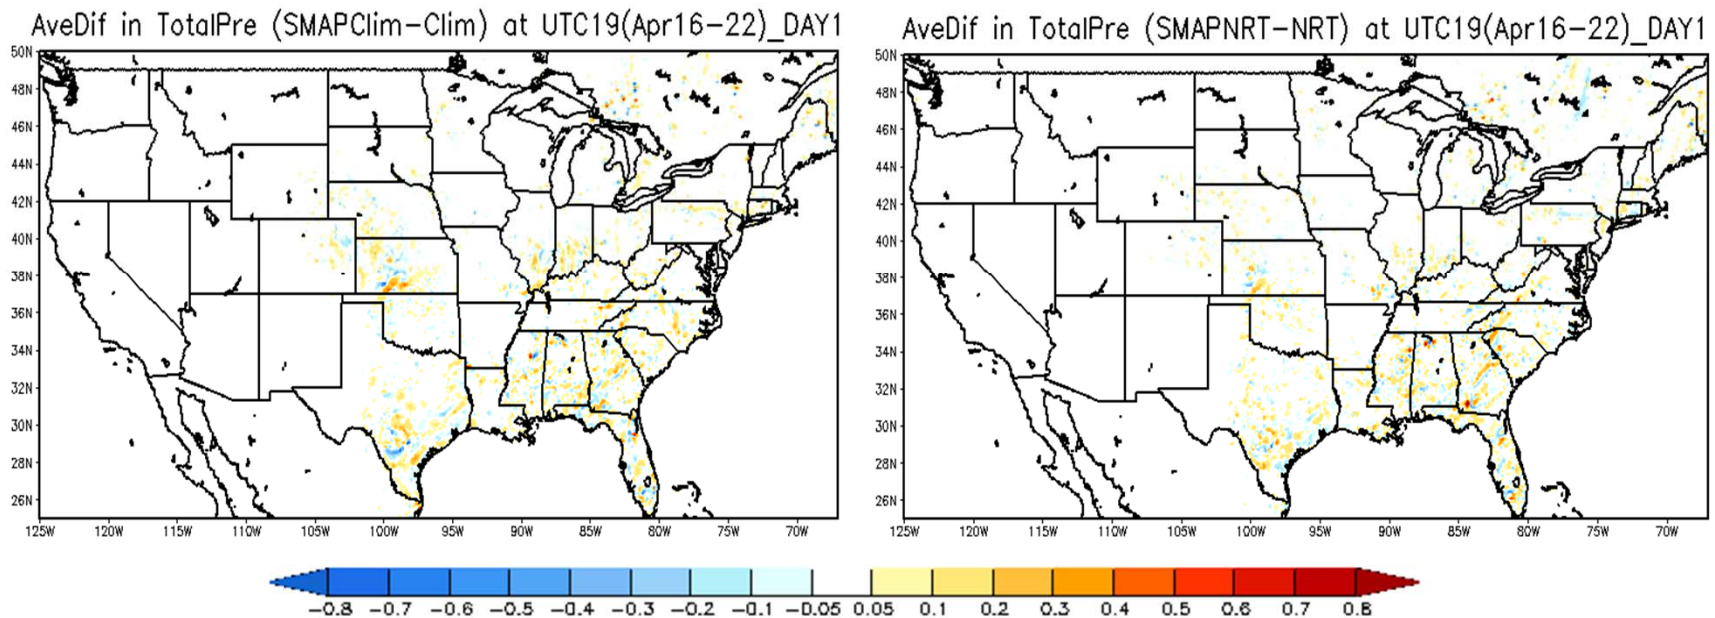 AveDif in TotalPre (SMAPClim-Clim) at UTC19(Apr16-22)_DAY1
50N
48N
46N
44N
42N
40N
38N
36N
34N
32N
30N
28N
26N
125W 120W 115W 110W 105W 100W 95W 90W 85W 80W 75W 70W
AveDif in TotalPre (SMAPNRT-NRT) at UTC19(Apr16-22)_DAY1
50N
48N
46N
44N
42N
40N
38N
36N
34N
32N
30N
28N
26N
125W 120W 115W 110W 105W 100W 95W 90W 85W 80W 75W 70W
-0.8 -0.7 -0.6 -0.5 -0.4 -0.3 -0.2 -0.1 -0.05 0.05 0.1 0.2 0.3 0.4 0.5 0.6 0.7 0.8